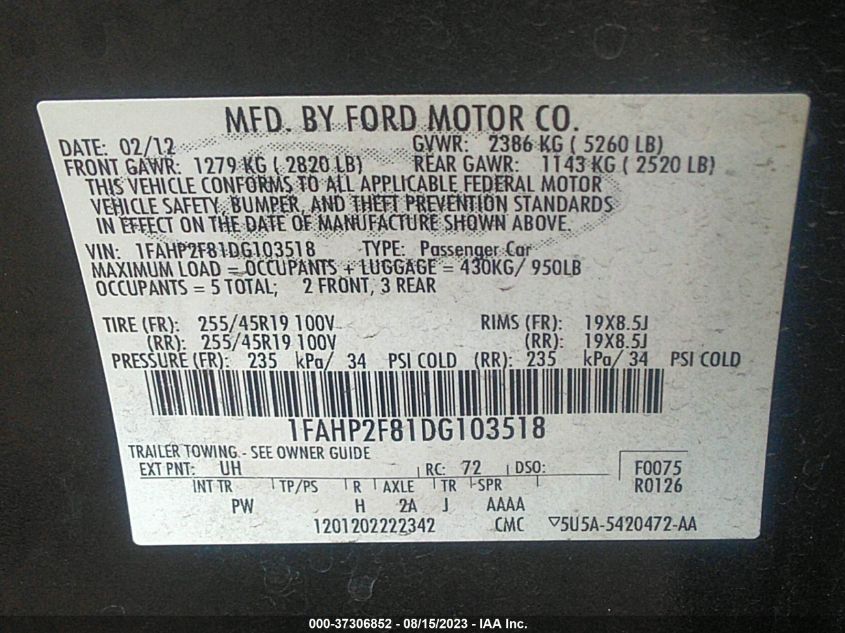 MFD. BY FORD MOTOR CO.
DATE: 02/12 GVWR: 2386 KG ( 5260 LB)
FRONT GAWR: 1279 KG ( 2820 LB) REAR GAWR: 1143 KG ( 2520 LB)
THIS VEHICLE CONFORMS TO ALL APPLICABLE FEDERAL MOTOR
VEHICLE SAFETY, BUMPER, AND THEFT PREVENTION STANDARDS
IN EFFECT ON THE DATE OF MANUFACTURE SHOWN ABOVE.
VIN: 1FAHP2F81DG103518 TYPE: Passenger Car
MAXIMUM LOAD = OCCUPANTS + LUGGAGE = 430KG/ 950LB
OCCUPANTS = 5 TOTAL; 2 FRONT, 3 REAR
TIRE (FR): 255/45R19 100V RIMS (FR): 19X8.5J
(RR): 255/45R19 100V (RR): 19X8.5J
PRESSURE (FR): 235 kPa/ 34 PSI COLD (RR): 235 kPa/ 34 PSI COLD
1FAHP2F81DG103518
TRAILER TOWING - SEE OWNER GUIDE
EXT PNT: UH RC: 72 DSO: F0075
INT TR TP/PS R AXLE TR SPR R0126
PW H 2A J AAAA
1201202222342 CMC ▽5U5A-5420472-AA
000-37306852 - 08/15/2023 - IAA Inc.